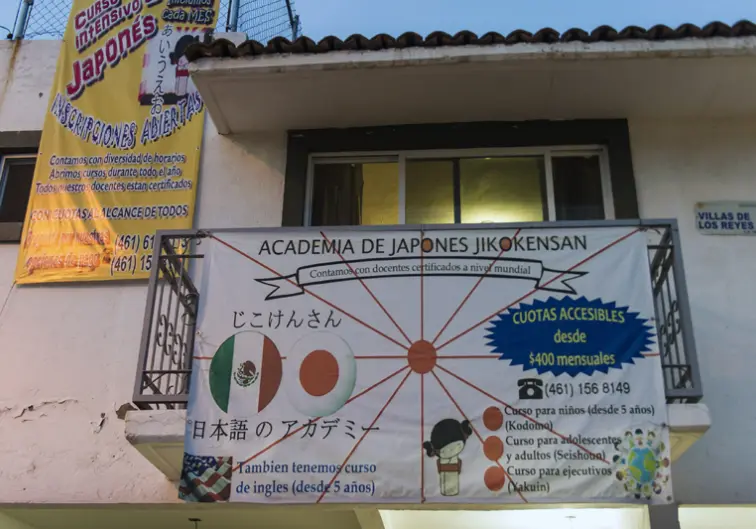 CURSO
INTENSIVO
Japonés
cada MES
あいうえお
INSCRIPCIONES ABIERTAS
Contamos con diversidad de horarios
Abrimos cursos durante todo el año
Todos nuestros docentes estan certificados
CON CUOTAS AL ALCANCE DE TODOS
(461)
(461) 15
VILLAS DE
LOS REYES
ACADEMIA DE JAPONES JIKOKENSAN
Contamos con docentes certificados a nivel mundial
じこけんさん
日本語 の アカデミー
CUOTAS ACCESIBLES
desde
$400 mensuales
(461) 156 8149
Curso para niños (desde 5 años)
(Kodomo)
Curso para adolescentes
y adultos (Seishoun)
Curso para ejecutivos
(Yakuin)
Tambien tenemos curso
de ingles (desde 5 años)